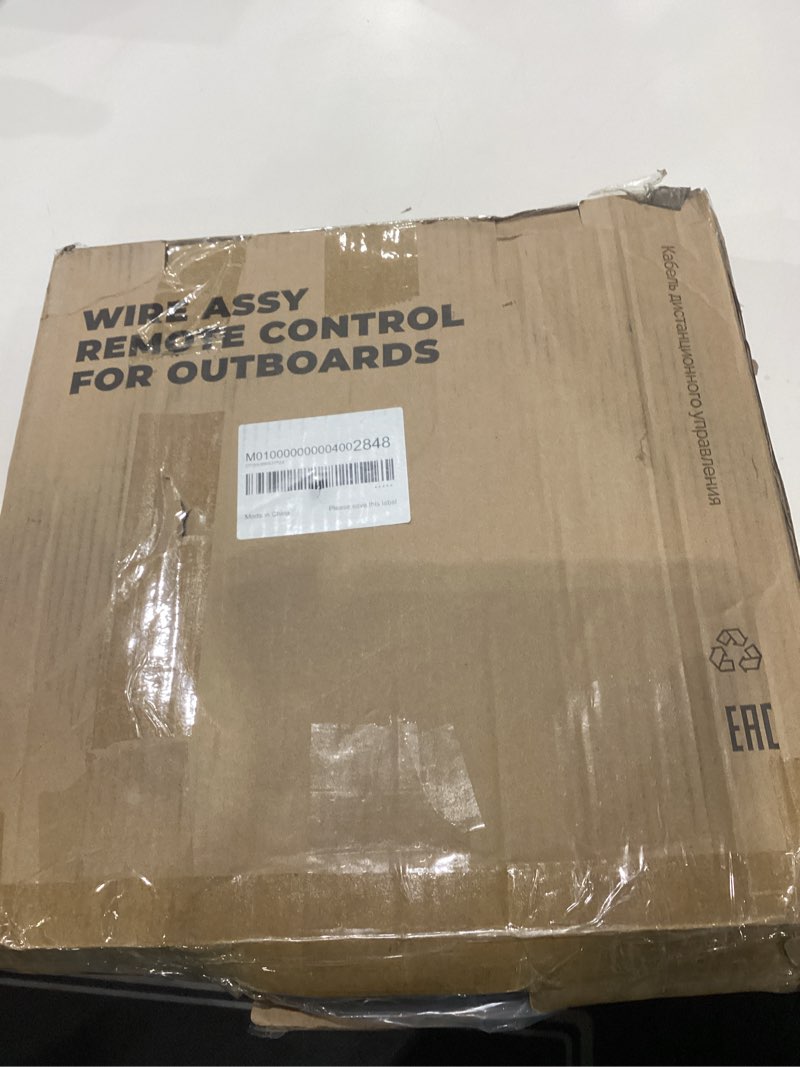 WIRE ASSY
REMOTE CONTROL
FOR OUTBOARDS
M010000000004002848
Made in China
Please save this label
Кабель дистанционного управления
EAC